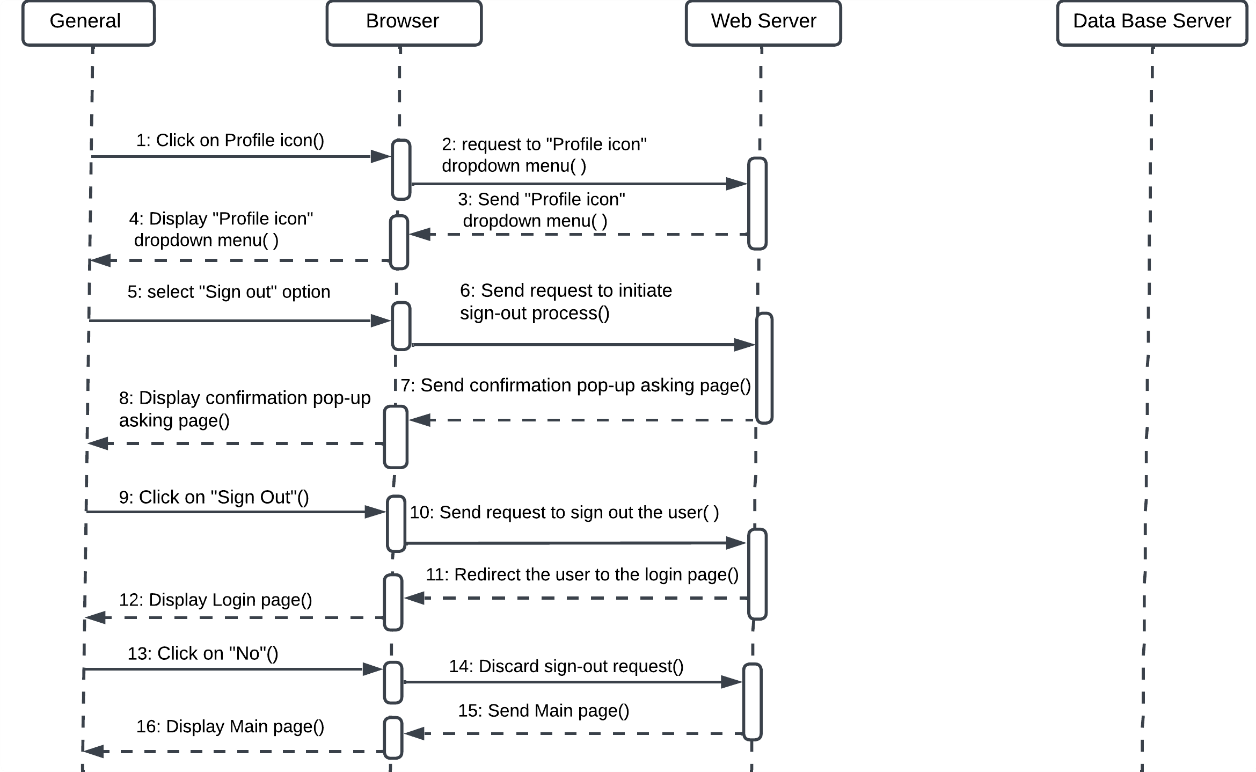 General
Browser
Web Server
Data Base Server
1: Click on Profile icon()
2: request to "Profile icon"
dropdown menu( )
3: Send "Profile icon"
dropdown menu( )
4: Display "Profile icon"
dropdown menu( )
5: select "Sign out" option
6: Send request to initiate
sign-out process()
7: Send confirmation pop-up asking page()
8: Display confirmation pop-up
asking page()
9: Click on "Sign Out"()
10: Send request to sign out the user( )
11: Redirect the user to the login page()
12: Display Login page()
13: Click on "No"()
14: Discard sign-out request()
15: Send Main page()
16: Display Main page()